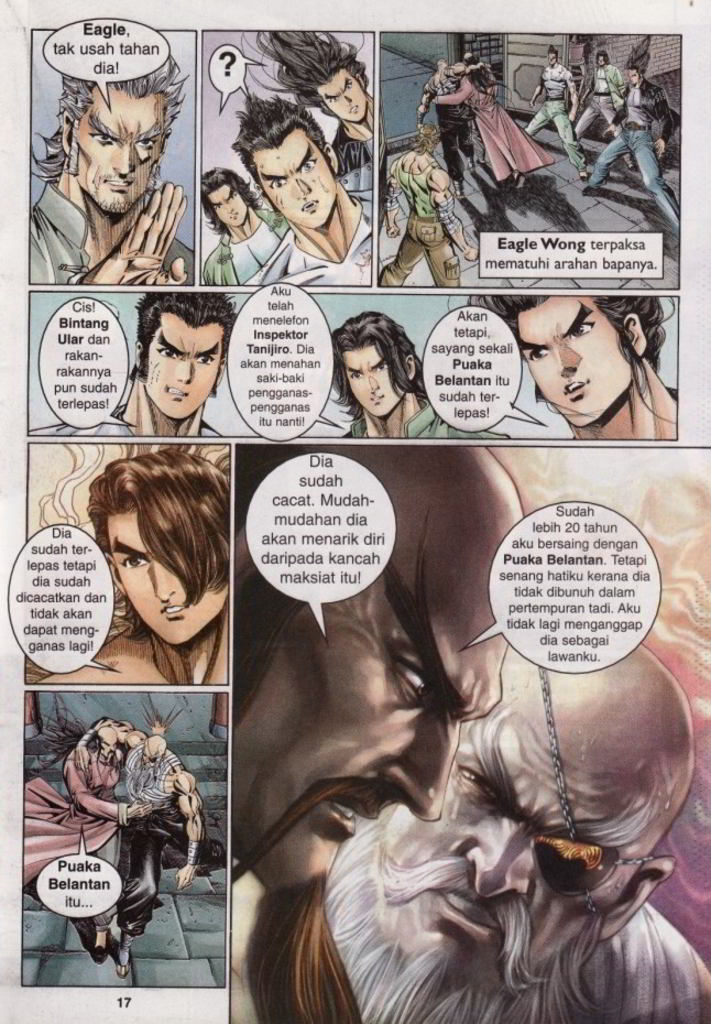 Eagle,
tak usah tahan
dia!
?
Eagle Wong terpaksa
mematuhi arahan bapanya.
Cis!
Bintang
Ular dan
rakan-
rakannya
pun sudah
terlepas!
Aku
telah
menelefon
Inspektor
Tanijiro. Dia
akan menahan
saki-baki
pengganas-
pengganas
itu nanti!
Akan
tetapi,
sayang sekali
Puaka
Belantan itu
sudah ter-
lepas!
Dia
sudah ter-
lepas tetapi
dia sudah
dicacatkan dan
tidak akan
dapat meng-
ganas lagi!
Dia
sudah
cacat. Mudah-
mudahan dia
akan menarik diri
daripada kancah
maksiat itu!
Sudah
lebih 20 tahun
aku bersaing dengan
Puaka Belantan. Tetapi
senang hatiku kerana dia
tidak dibunuh dalam
pertempuran tadi. Aku
tidak lagi menganggap
dia sebagai
lawanku.
Puaka
Belantan
itu...
17